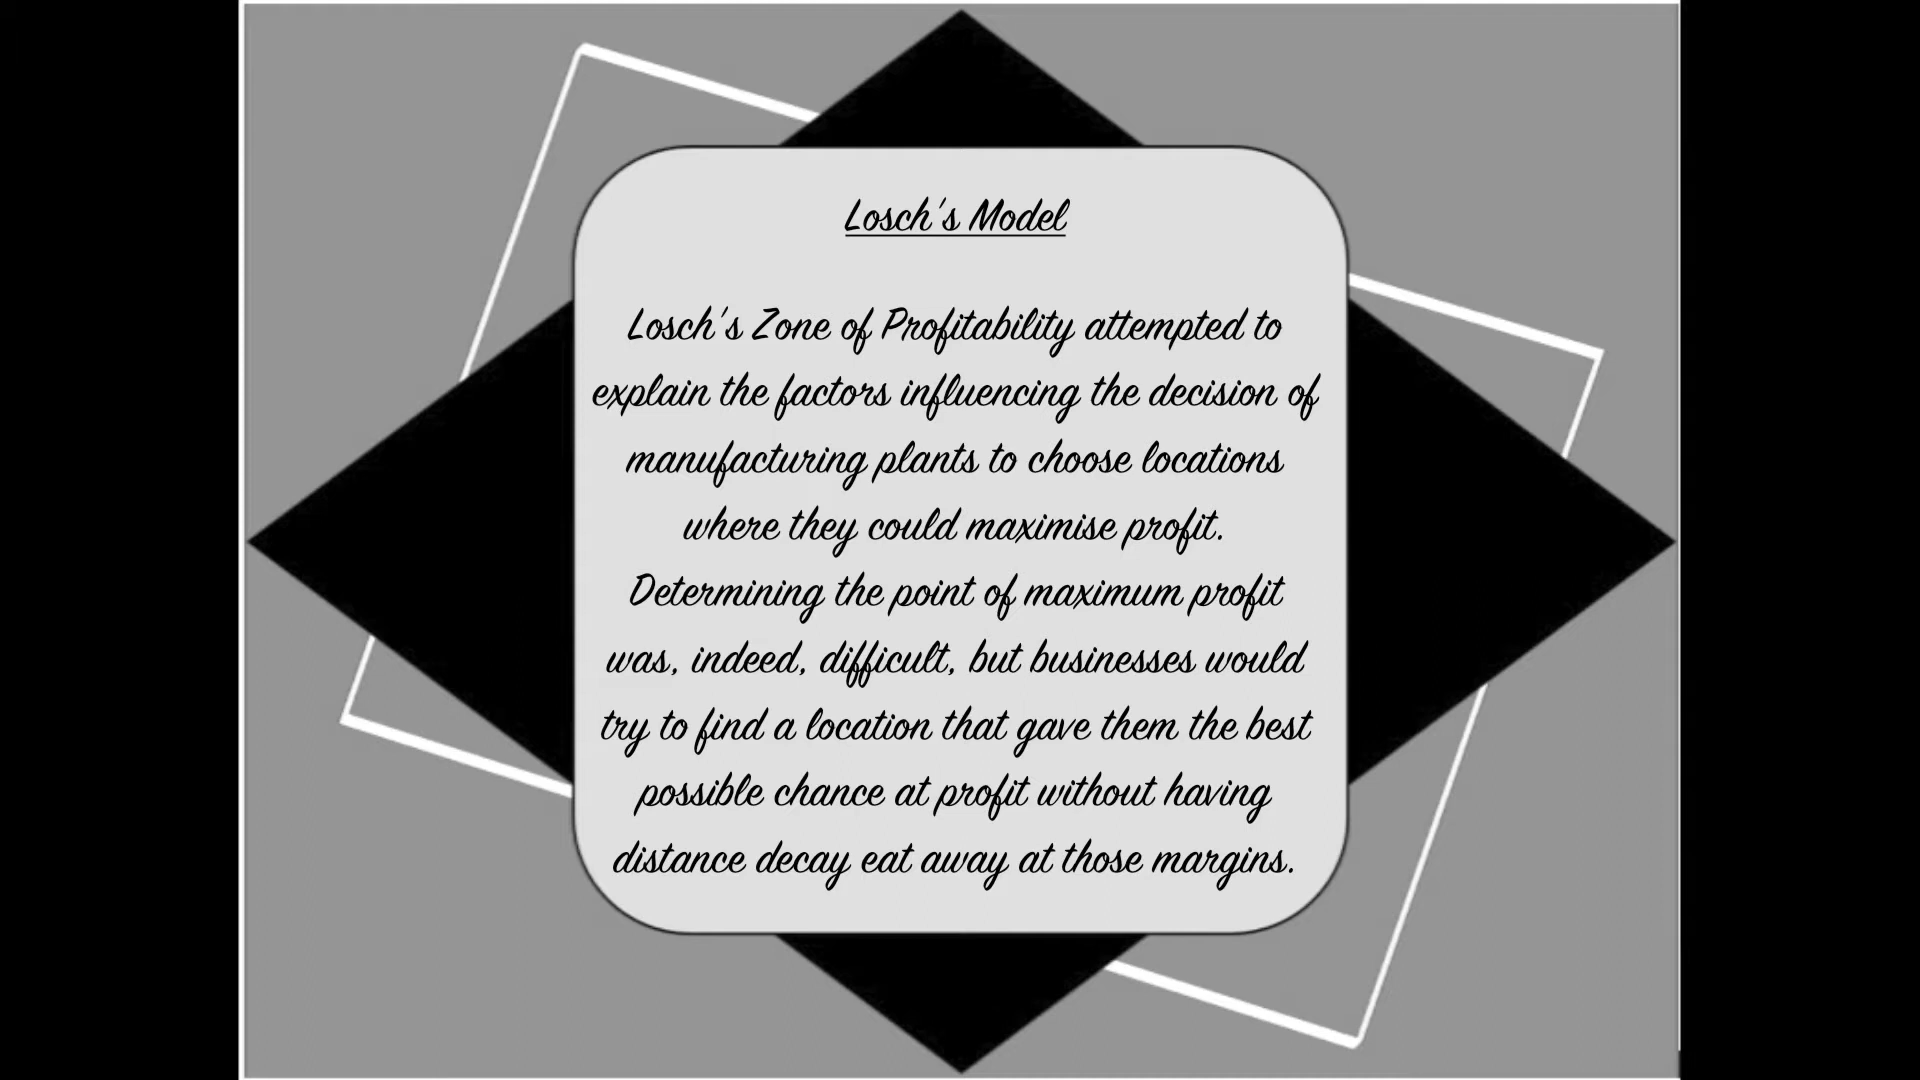 Losch's Model
Losch's Zone of Profitability attempted to
explain the factors influencing the decision of
manufacturing plants to choose locations
where they could maximise profit.
Determining the point of maximum profit
was, indeed, difficult, but businesses would
try to find a location that gave them the best
possible chance at profit without having
distance decay eat away at those margins.